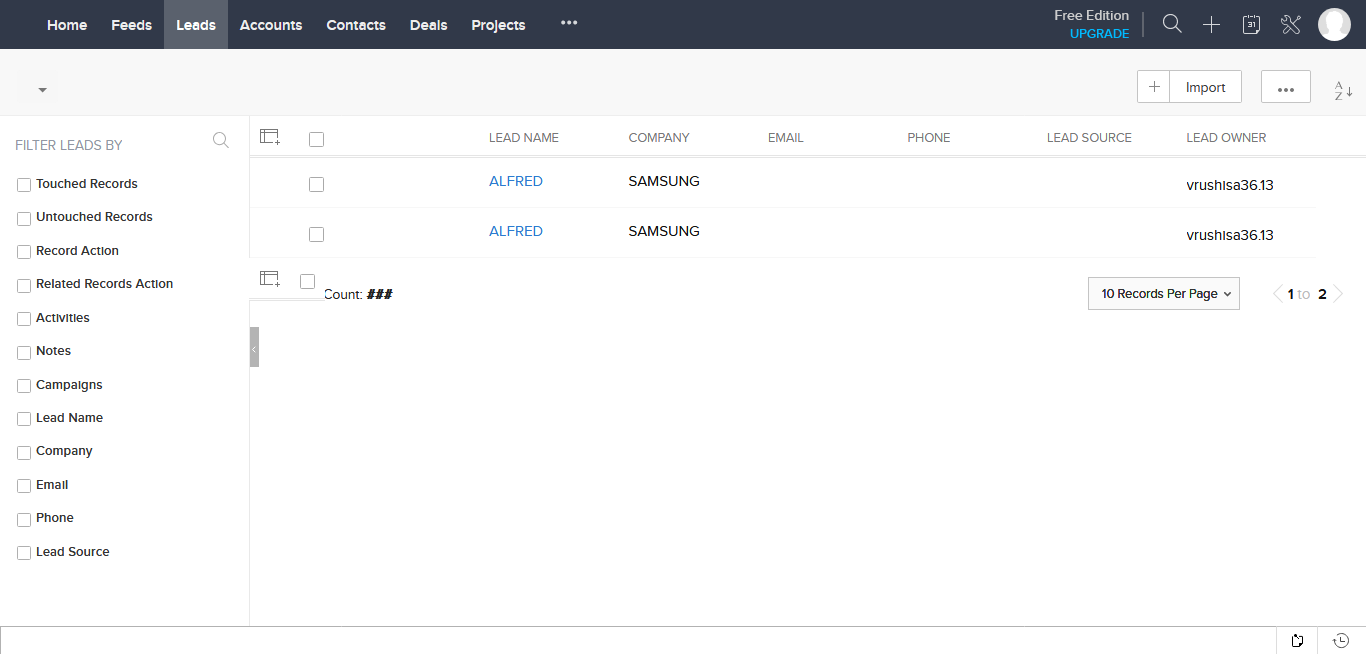 Home Feeds Leads Accounts Contacts Deals Projects ••• Free Edition
UPGRADE
31
+ Import ••• A Z
FILTER LEADS BY
Touched Records
Untouched Records
Record Action
Related Records Action
Activities
Notes
Campaigns
Lead Name
Company
Email
Phone
Lead Source
LEAD NAME COMPANY EMAIL PHONE LEAD SOURCE LEAD OWNER
ALFRED SAMSUNG vrushisa36.13
ALFRED SAMSUNG vrushisa36.13
Count: ### 10 Records Per Page 1 to 2